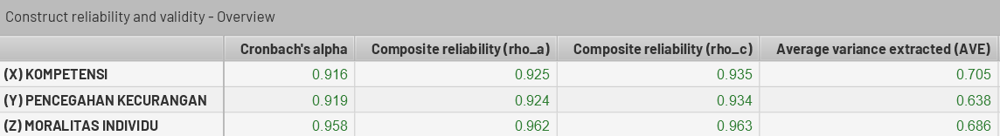 Construct reliability and validity - Overview
Cronbach's alpha Composite reliability (rho_a) Composite reliability (rho_c) Average variance extracted (AVE)
(X) KOMPETENSI 0.916 0.925 0.935 0.705
(Y) PENCEGAHAN KECURANGAN 0.919 0.924 0.934 0.638
(Z) MORALITAS INDIVIDU 0.958 0.962 0.963 0.686